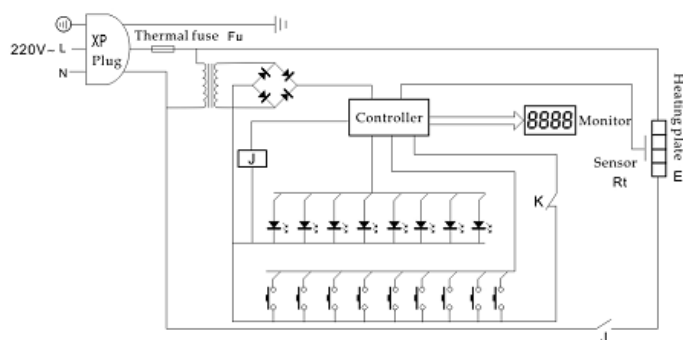 XP
Plug
220V~ L
N
Thermal fuse Fu
Controller
8888
Monitor
Sensor
Rt
Heating plate
E
J
K
J